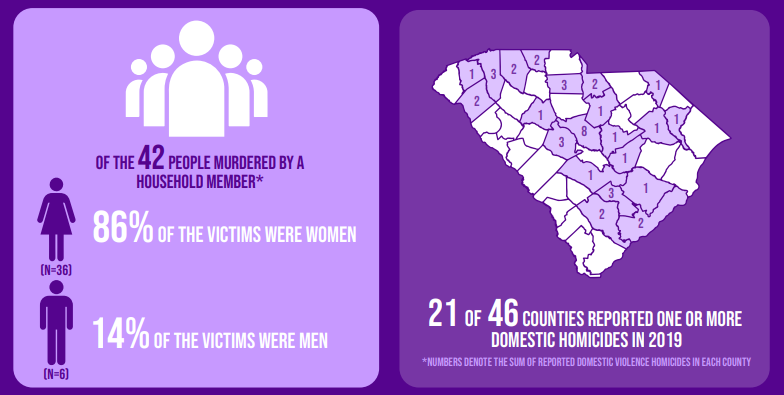 OF THE 42 PEOPLE MURDERED BY A
HOUSEHOLD MEMBER*
86% OF THE VICTIMS WERE WOMEN
(N=36)
14% OF THE VICTIMS WERE MEN
(N=6)
1
3
2
2
2
3
2
1
1
1
8
3
1
1
1
1
1
3
1
2
2
21 OF 46 COUNTIES REPORTED ONE OR MORE
DOMESTIC HOMICIDES IN 2019
*NUMBERS DENOTE THE SUM OF REPORTED DOMESTIC VIOLENCE HOMICIDES IN EACH COUNTY